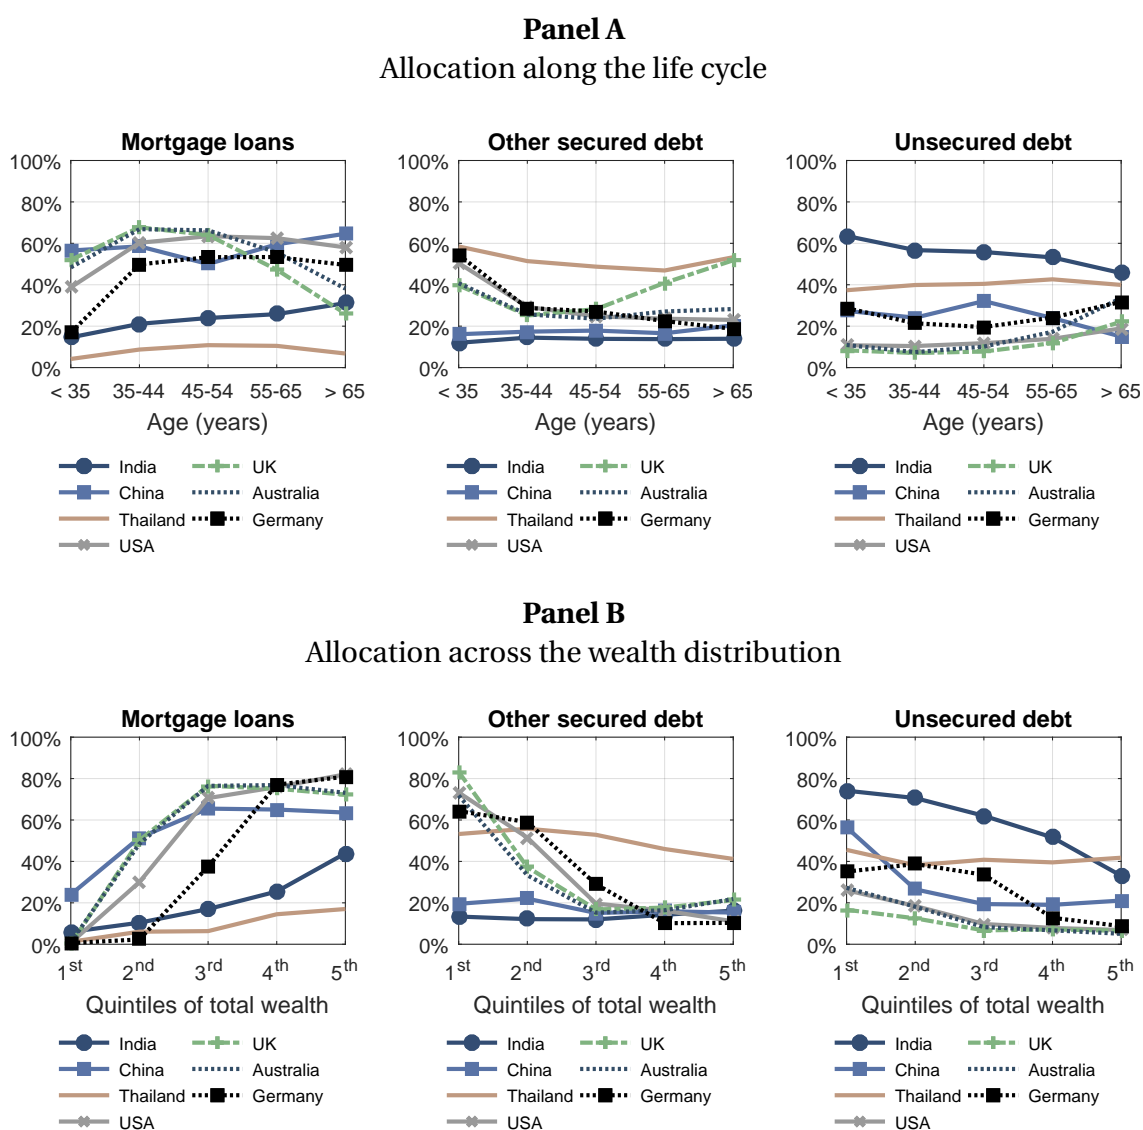 Panel A
Allocation along the life cycle
Mortgage loans
100%
80%
60%
40%
20%
0%
< 35 35-44 45-54 55-65 > 65
Age (years)
India UK
China Australia
Thailand Germany
USA
Other secured debt
100%
80%
60%
40%
20%
0%
< 35 35-44 45-54 55-65 > 65
Age (years)
India UK
China Australia
Thailand Germany
USA
Unsecured debt
100%
80%
60%
40%
20%
0%
< 35 35-44 45-54 55-65 > 65
Age (years)
India UK
China Australia
Thailand Germany
USA
Panel B
Allocation across the wealth distribution
Mortgage loans
100%
80%
60%
40%
20%
0%
1st 2nd 3rd 4th 5th
Quintiles of total wealth
India UK
China Australia
Thailand Germany
USA
Other secured debt
100%
80%
60%
40%
20%
0%
1st 2nd 3rd 4th 5th
Quintiles of total wealth
India UK
China Australia
Thailand Germany
USA
Unsecured debt
100%
80%
60%
40%
20%
0%
1st 2nd 3rd 4th 5th
Quintiles of total wealth
India UK
China Australia
Thailand Germany
USA